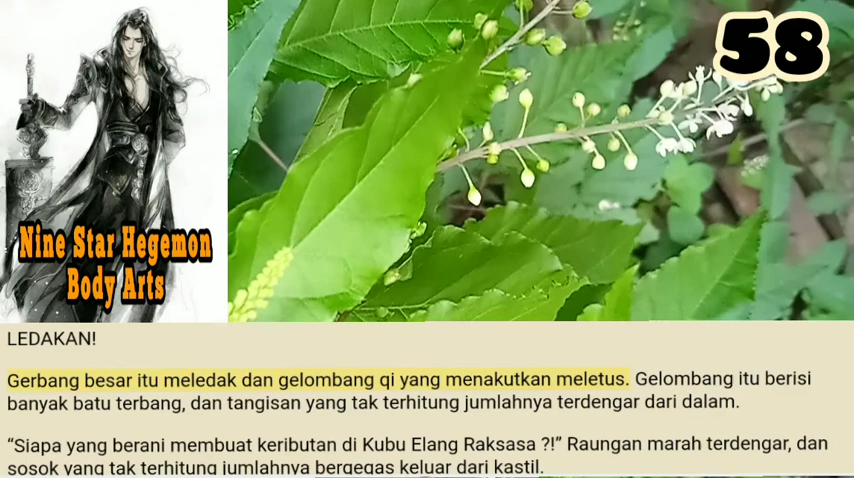 58
Nine Star Hegemon
Body Arts
LEDAKAN!
Gerbang besar itu meledak dan gelombang qi yang menakutkan meletus. Gelombang itu berisi
banyak batu terbang, dan tangisan yang tak terhitung jumlahnya terdengar dari dalam.
“Siapa yang berani membuat keributan di Kubu Elang Raksasa ?!” Raungan marah terdengar, dan
sosok yang tak terhitung jumlahnya bergegas keluar dari kastil.